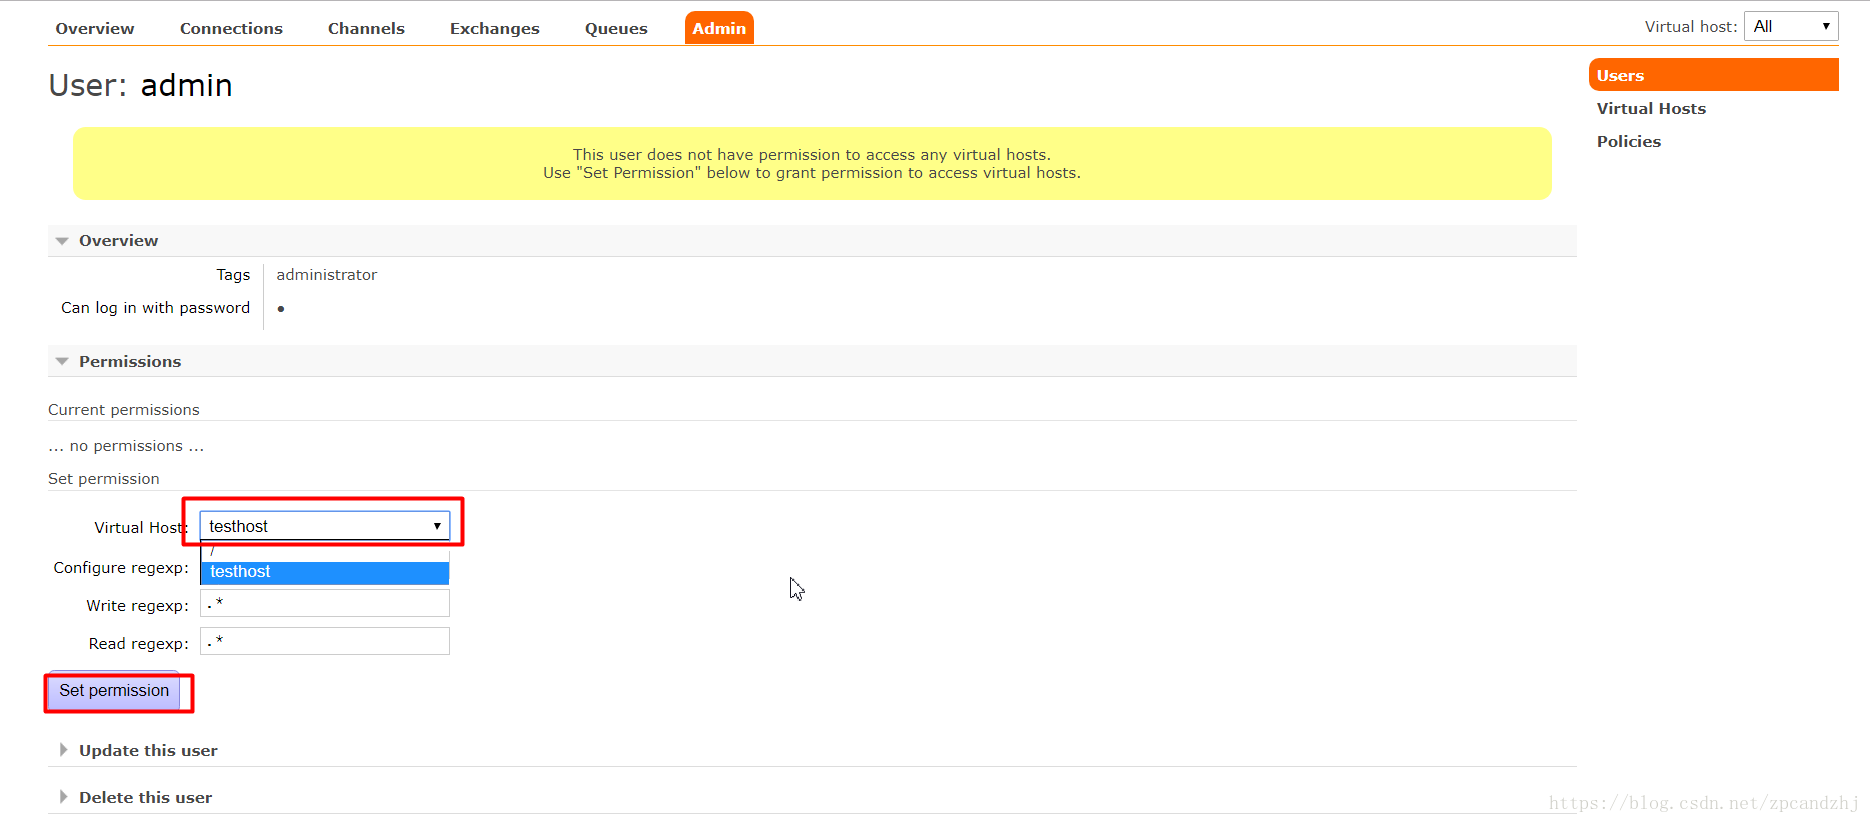 Overview Connections Channels Exchanges Queues Admin Virtual host: All
User: admin
Users
Virtual Hosts
Policies
This user does not have permission to access any virtual hosts.
Use "Set Permission" below to grant permission to access virtual hosts.
Overview
Tags administrator
Can log in with password ●
Permissions
Current permissions
... no permissions ...
Set permission
Virtual Host: testhost
/
Configure regexp: testhost
Write regexp: .*
Read regexp: .*
Set permission
Update this user
Delete this user
https://blog.csdn.net/zpcandzhj